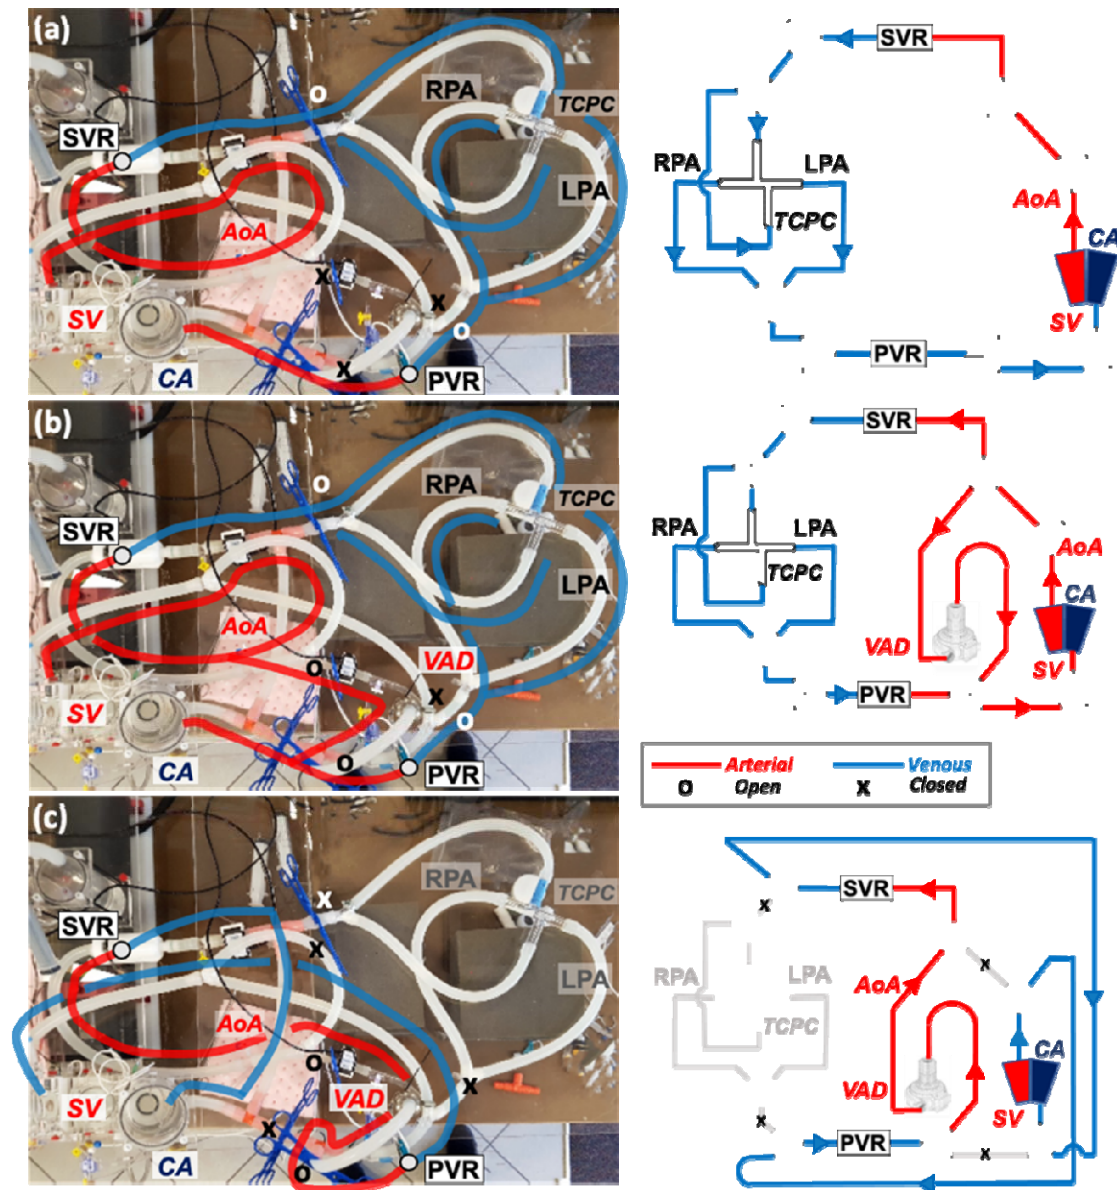 (a)
SVR
RPA
TCPC
LPA
AoA
SV
CA
PVR
O
X
X
X
O
SVR
RPA
LPA
TCPC
AoA
CA
SV
PVR
(b)
SVR
RPA
TCPC
LPA
AoA
VAD
SV
CA
PVR
O
O
X
O
O
SVR
RPA
LPA
TCPC
AoA
CA
VAD
SV
PVR
Arterial
Venous
O Open
X Closed
(c)
SVR
RPA
TCPC
LPA
AoA
VAD
SV
CA
PVR
X
X
O
X
X
O
SVR
X
X
RPA
LPA
AoA
TCPC
CA
VAD
SV
X
PVR
X